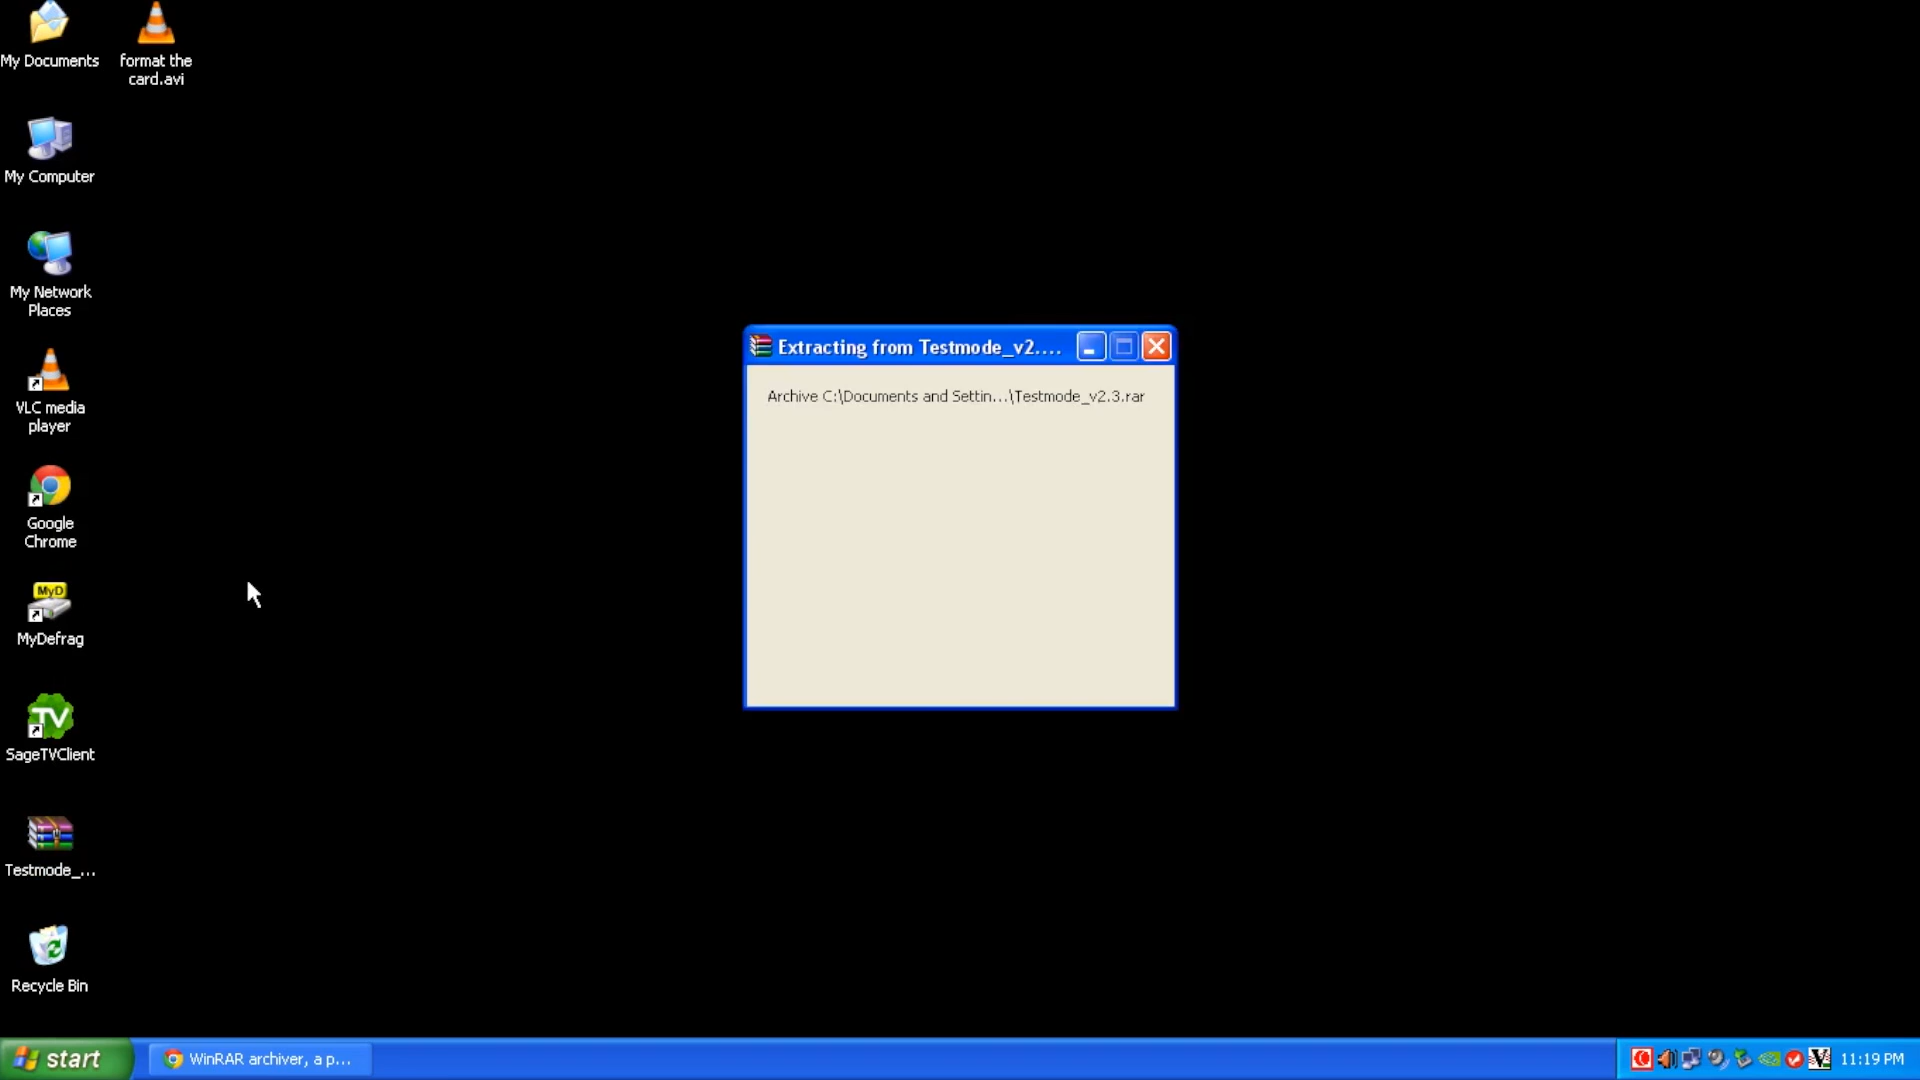 My Documents
format the
card.avi
My Computer
My Network
Places
VLC media
player
Google
Chrome
MyD
MyDefrag
TV
SageTVClient
Testmode_...
Recycle Bin
Extracting from Testmode_v2....
Archive C:\Documents and Settin...\Testmode_v2.3.rar
start
WinRAR archiver, a p...
11:19 PM